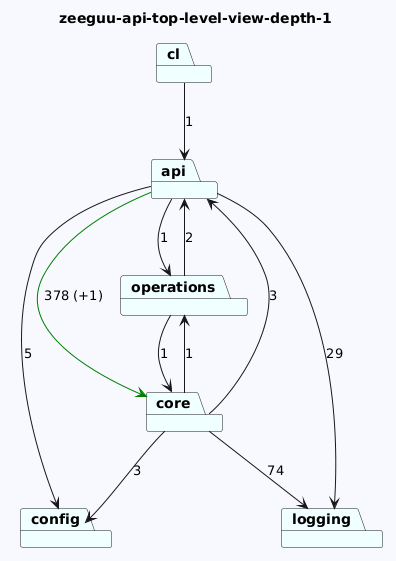 zeeguu-api-top-level-view-depth-1
cl
1
api
1
2
operations
378 (+1)
3
5
1
1
29
core
3
74
config
logging